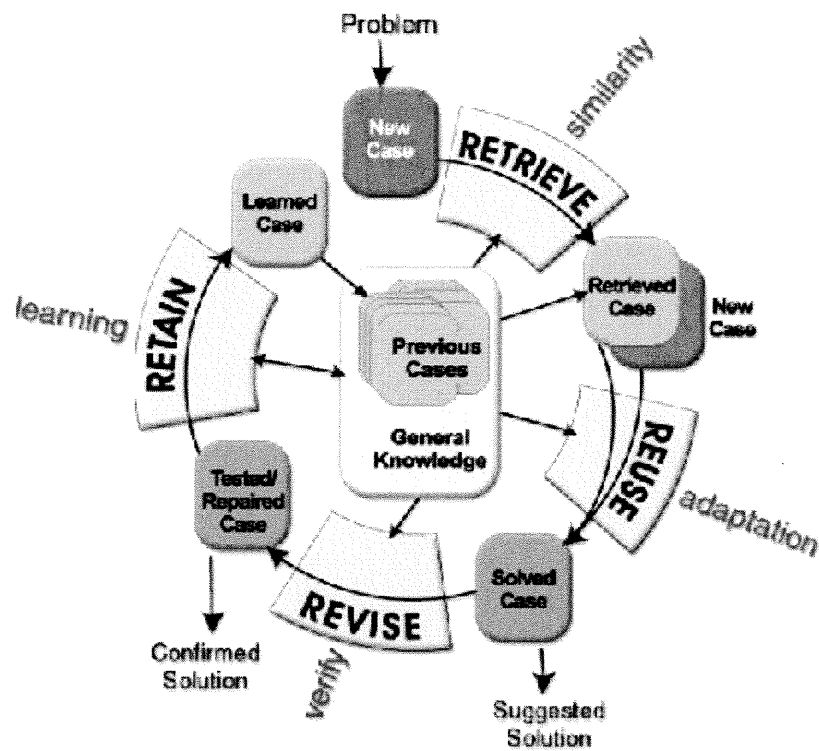 Problem
New
Case
RETRIEVE
similarity
Learned
Case
Retrieved
Case
New
Case
Previous
Cases
General
Knowledge
learning
RETAIN
REUSE
adaptation
Tested/
Repaired
Case
Solved
Case
REVISE
verify
Confirmed
Solution
Suggested
Solution